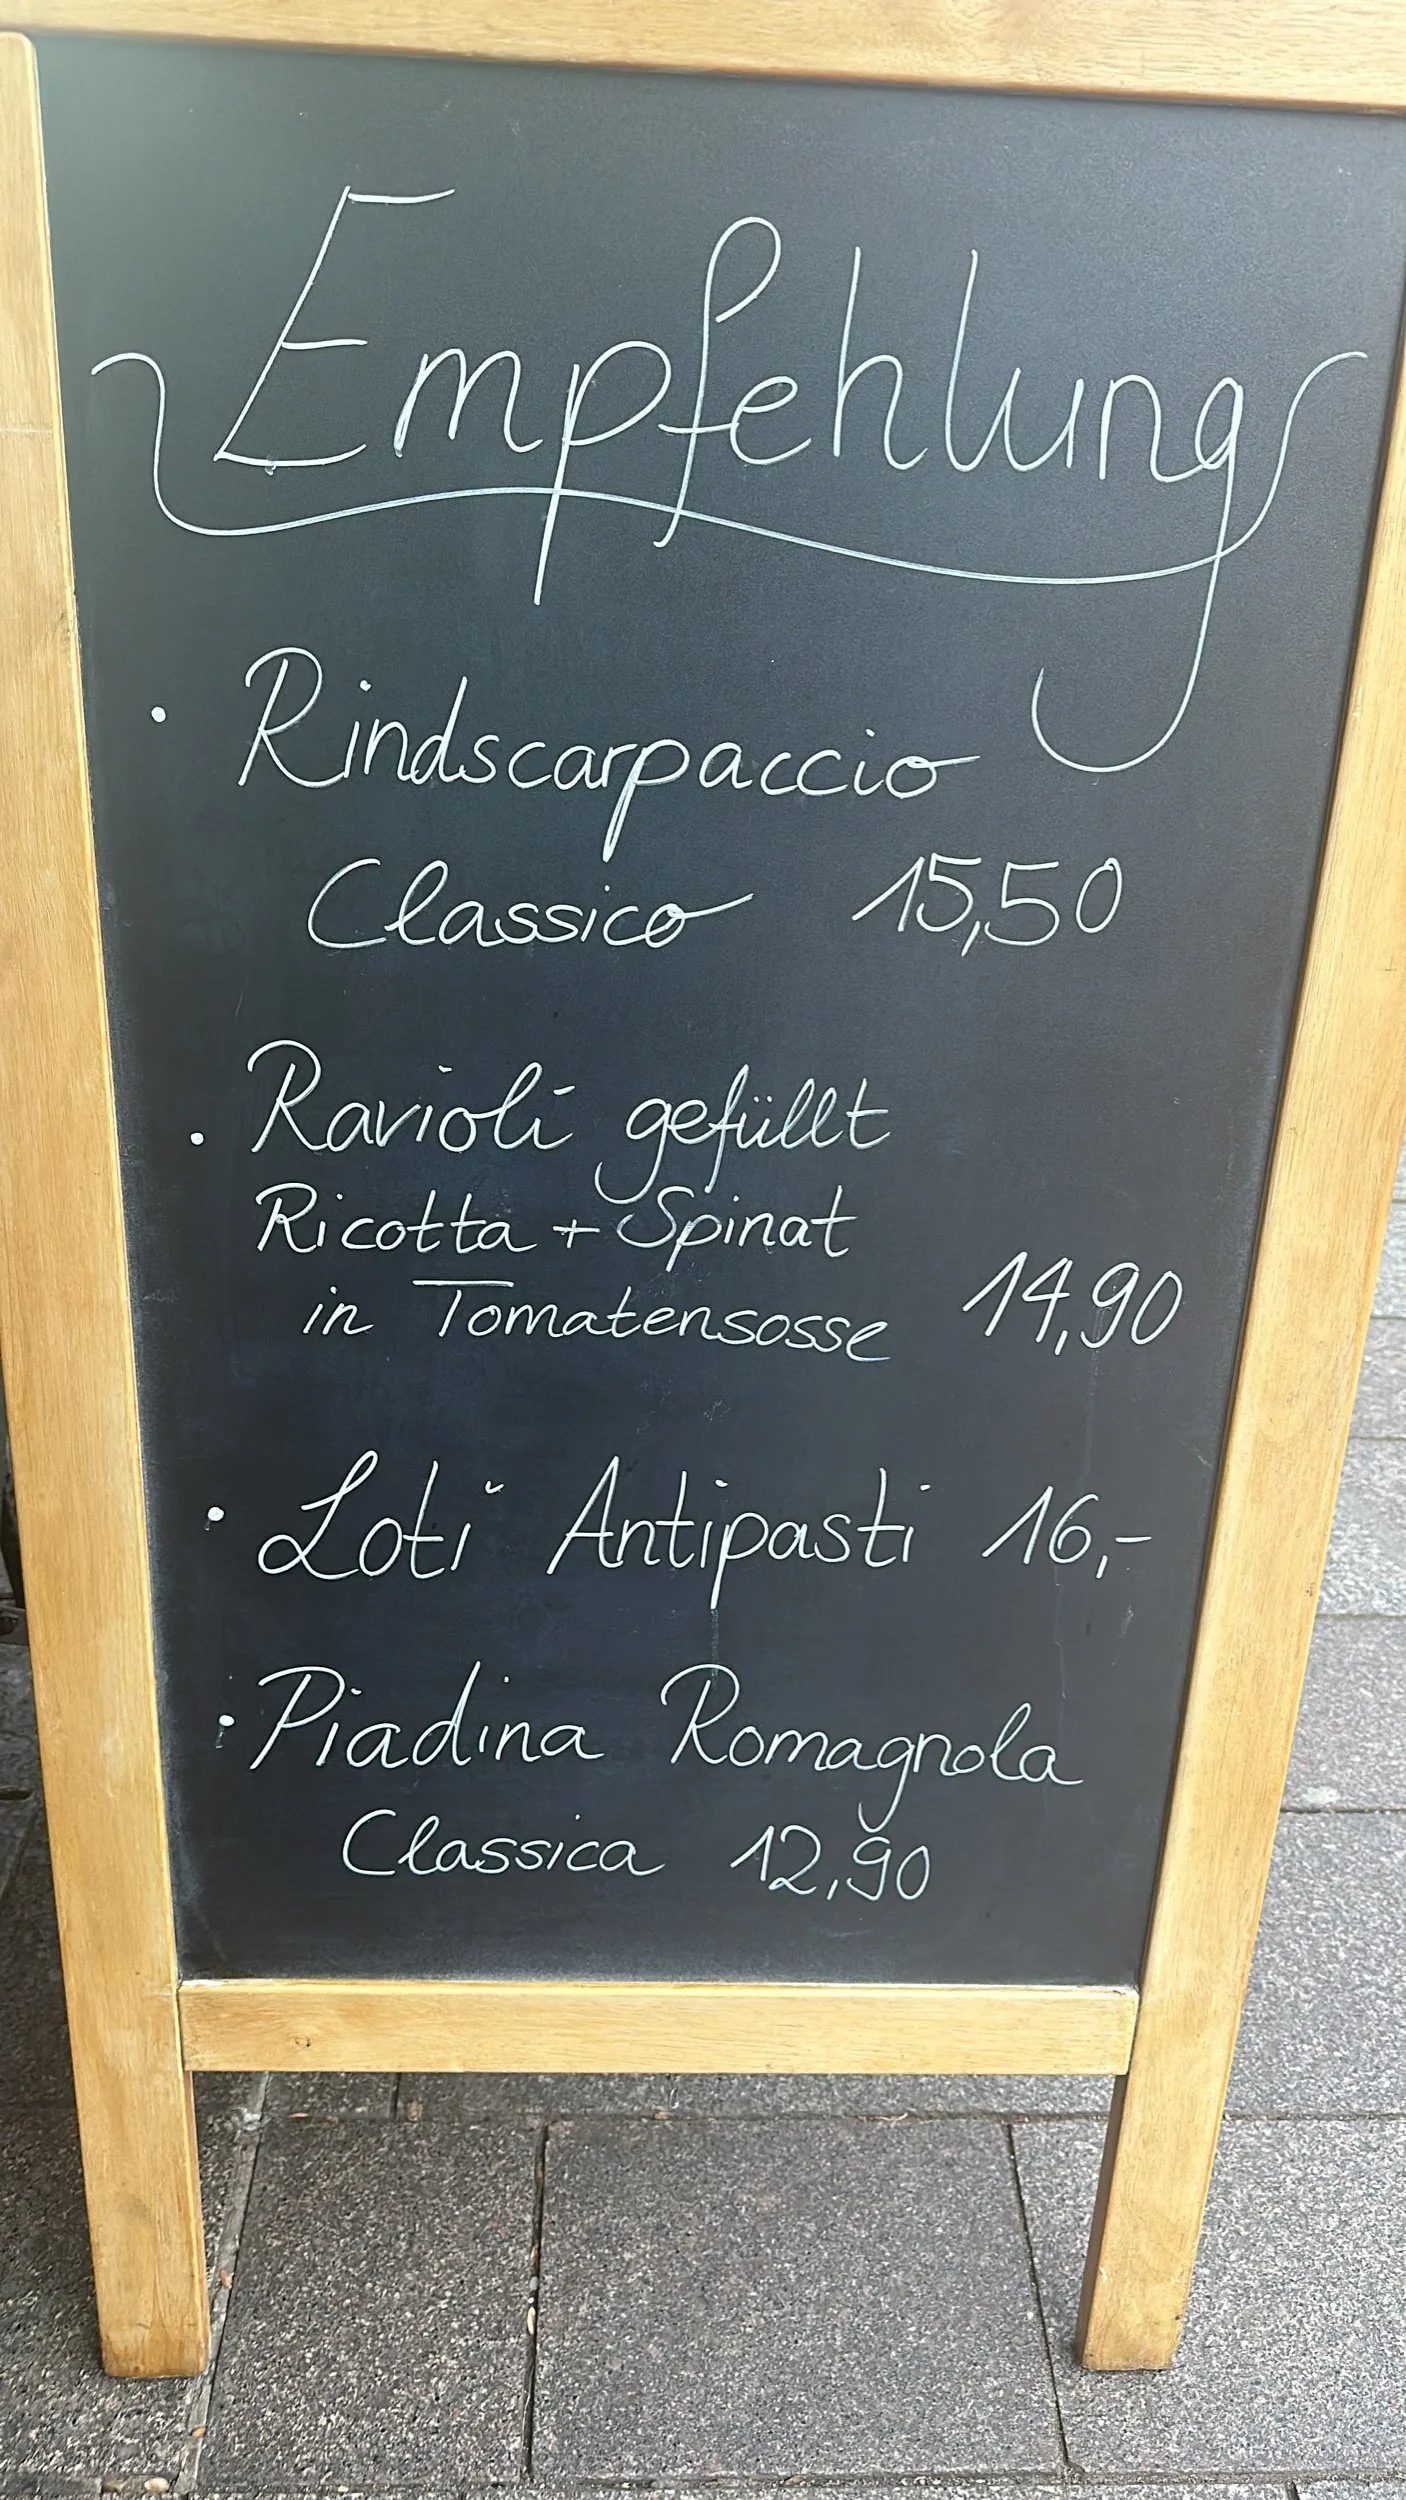 Empfehlung
• Rindscarpaccio
Classico 15,50
• Ravioli gefüllt
Ricotta + Spinat
in Tomatensosse 14,90
• Loti Antipasti 16,-
• Piadina Romagnola
Classica 12,90